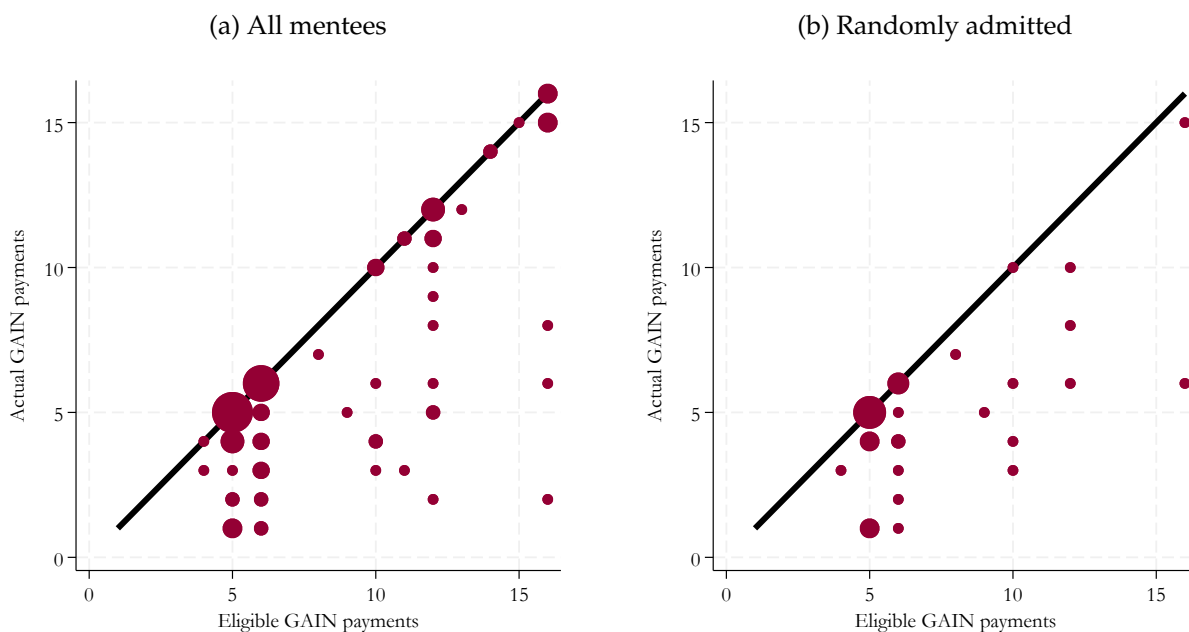 (a) All mentees
15
10
5
0
Actual GAIN payments
0 5 10 15
Eligible GAIN payments
(b) Randomly admitted
15
10
5
0
Actual GAIN payments
0 5 10 15
Eligible GAIN payments